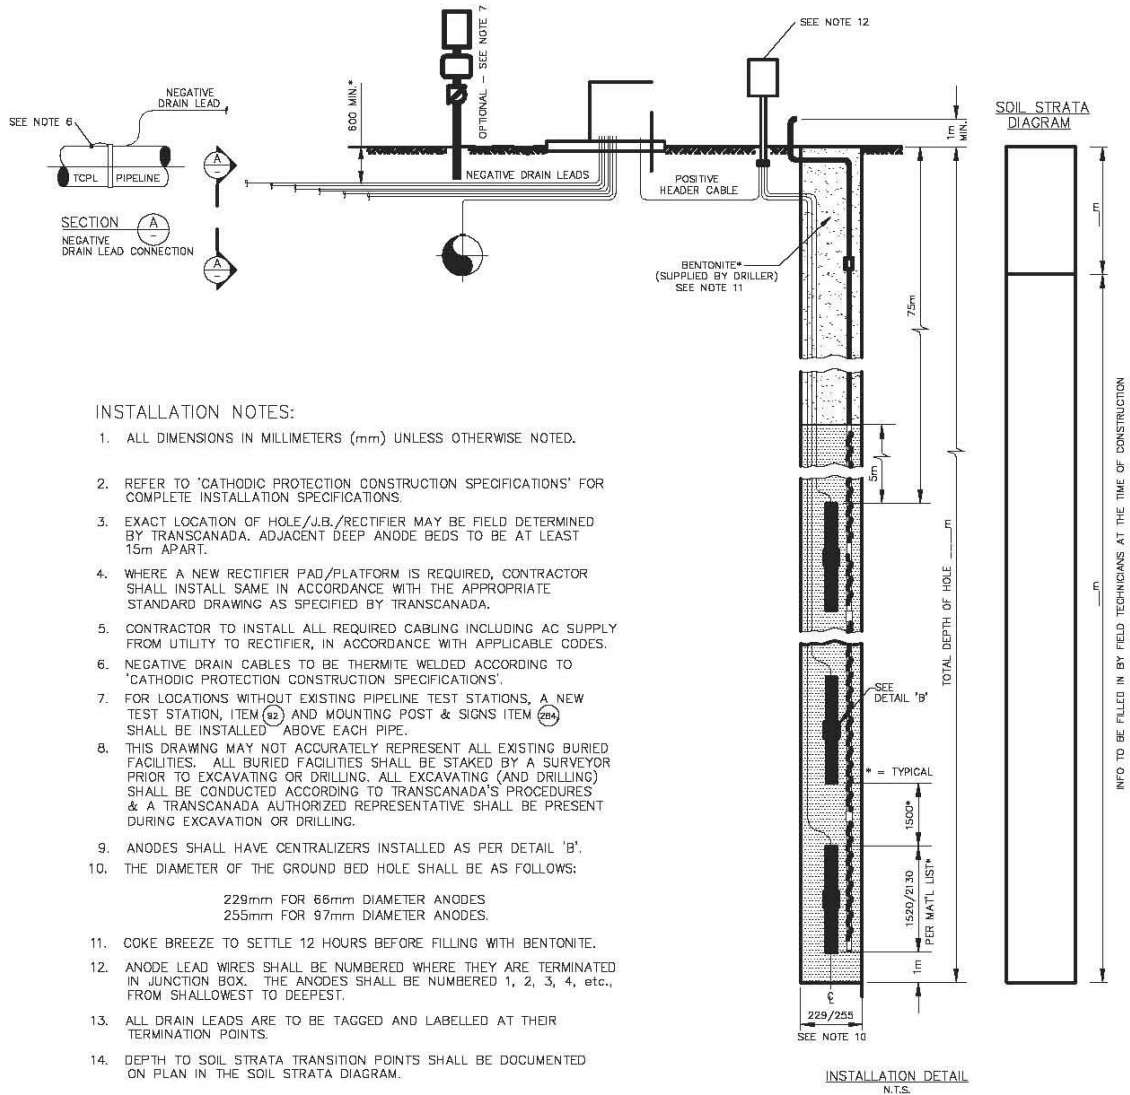 SEE NOTE 12
OPTIONAL – SEE NOTE 7
600 MIN.*
NEGATIVE
DRAIN LEAD
SEE NOTE 6
TCPL PIPELINE
A
–
SECTION A
–
NEGATIVE
DRAIN LEAD CONNECTION
A
–
NEGATIVE DRAIN LEADS
POSITIVE
HEADER CABLE
1m
MIN.
SOIL STRATA
DIAGRAM
BENTONITE*
(SUPPLIED BY DRILLER)
SEE NOTE 11
75m
5m
TOTAL DEPTH OF HOLE ____m
__m
__m
INFO TO BE FILLED IN BY FIELD TECHNICIANS AT THE TIME OF CONSTRUCTION
SEE
DETAIL 'B'
* = TYPICAL
1500*
1520/2130
PER MAT'L LIST*
1m
℄
229/255
SEE NOTE 10
INSTALLATION DETAIL
N.T.S.
INSTALLATION NOTES:
1. ALL DIMENSIONS IN MILLIMETERS (mm) UNLESS OTHERWISE NOTED.
2. REFER TO 'CATHODIC PROTECTION CONSTRUCTION SPECIFICATIONS' FOR
COMPLETE INSTALLATION SPECIFICATIONS.
3. EXACT LOCATION OF HOLE/J.B./RECTIFIER MAY BE FIELD DETERMINED
BY TRANSCANADA. ADJACENT DEEP ANODE BEDS TO BE AT LEAST
15m APART.
4. WHERE A NEW RECTIFIER PAD/PLATFORM IS REQUIRED, CONTRACTOR
SHALL INSTALL SAME IN ACCORDANCE WITH THE APPROPRIATE
STANDARD DRAWING AS SPECIFIED BY TRANSCANADA.
5. CONTRACTOR TO INSTALL ALL REQUIRED CABLING INCLUDING AC SUPPLY
FROM UTILITY TO RECTIFIER, IN ACCORDANCE WITH APPLICABLE CODES.
6. NEGATIVE DRAIN CABLES TO BE THERMITE WELDED ACCORDING TO
'CATHODIC PROTECTION CONSTRUCTION SPECIFICATIONS'.
7. FOR LOCATIONS WITHOUT EXISTING PIPELINE TEST STATIONS, A NEW
TEST STATION, ITEM 92 AND MOUNTING POST & SIGNS ITEM 284,
SHALL BE INSTALLED ABOVE EACH PIPE.
8. THIS DRAWING MAY NOT ACCURATELY REPRESENT ALL EXISTING BURIED
FACILITIES. ALL BURIED FACILITIES SHALL BE STAKED BY A SURVEYOR
PRIOR TO EXCAVATING OR DRILLING. ALL EXCAVATING (AND DRILLING)
SHALL BE CONDUCTED ACCORDING TO TRANSCANADA'S PROCEDURES
& A TRANSCANADA AUTHORIZED REPRESENTATIVE SHALL BE PRESENT
DURING EXCAVATION OR DRILLING.
9. ANODES SHALL HAVE CENTRALIZERS INSTALLED AS PER DETAIL 'B'.
10. THE DIAMETER OF THE GROUND BED HOLE SHALL BE AS FOLLOWS:
229mm FOR 66mm DIAMETER ANODES
255mm FOR 97mm DIAMETER ANODES.
11. COKE BREEZE TO SETTLE 12 HOURS BEFORE FILLING WITH BENTONITE.
12. ANODE LEAD WIRES SHALL BE NUMBERED WHERE THEY ARE TERMINATED
IN JUNCTION BOX. THE ANODES SHALL BE NUMBERED 1, 2, 3, 4, etc.,
FROM SHALLOWEST TO DEEPEST.
13. ALL DRAIN LEADS ARE TO BE TAGGED AND LABELLED AT THEIR
TERMINATION POINTS.
14. DEPTH TO SOIL STRATA TRANSITION POINTS SHALL BE DOCUMENTED
ON PLAN IN THE SOIL STRATA DIAGRAM.